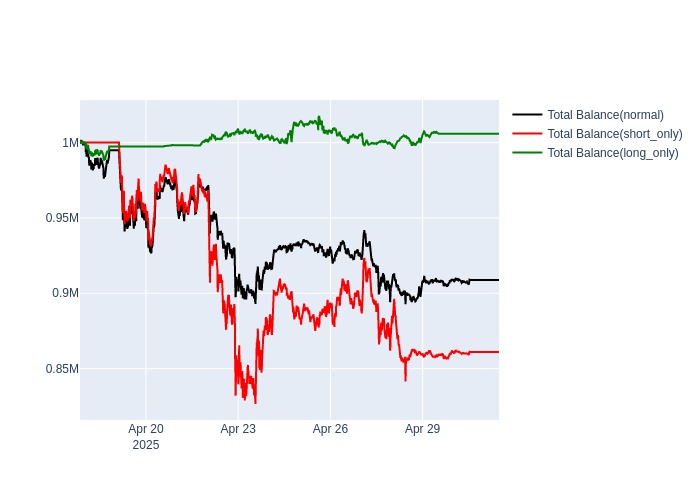 Total Balance(normal)
Total Balance(short_only)
Total Balance(long_only)
1M
0.95M
0.9M
0.85M
Apr 20
2025
Apr 23
Apr 26
Apr 29